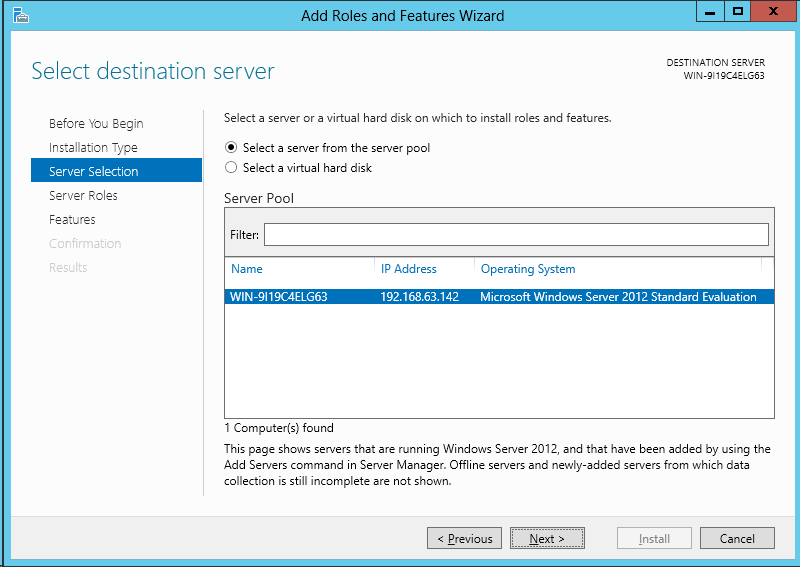 Add Roles and Features Wizard
Select destination server
DESTINATION SERVER
WIN-9I19C4ELG63
Before You Begin
Installation Type
Server Selection
Server Roles
Features
Confirmation
Results
Select a server or a virtual hard disk on which to install roles and features.
Select a server from the server pool
Select a virtual hard disk
Server Pool
Filter:
Name IP Address Operating System
WIN-9I19C4ELG63 192.168.63.142 Microsoft Windows Server 2012 Standard Evaluation
1 Computer(s) found
This page shows servers that are running Windows Server 2012, and that have been added by using the
Add Servers command in Server Manager. Offline servers and newly-added servers from which data
collection is still incomplete are not shown.
< Previous Next > Install Cancel